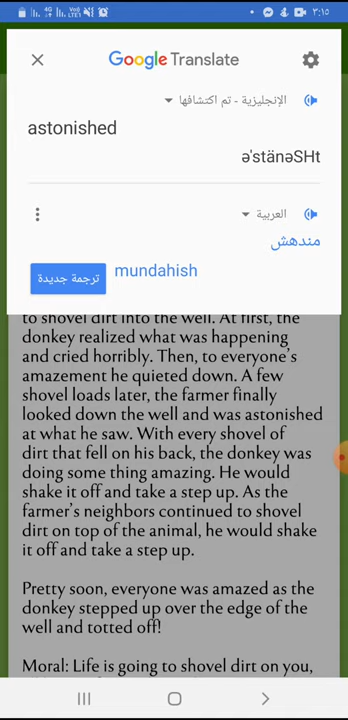 4G Vo) LTE1 ٣:١٥
Google Translate
الإنجليزية - تم اكتشافها
astonished
ə'stänəSHt
العربية
مندهش
ترجمة جديدة mundahish
to shovel dirt into the well. At first, the
donkey realized what was happening
and cried horribly. Then, to everyone's
amazement he quieted down. A few
shovel loads later, the farmer finally
looked down the well and was astonished
at what he saw. With every shovel of
dirt that fell on his back, the donkey was
doing some thing amazing. He would
shake it off and take a step up. As the
farmer's neighbors continued to shovel
dirt on top of the animal, he would shake
it off and take a step up.
Pretty soon, everyone was amazed as the
donkey stepped up over the edge of the
well and totted off!
Moral: Life is going to shovel dirt on you,